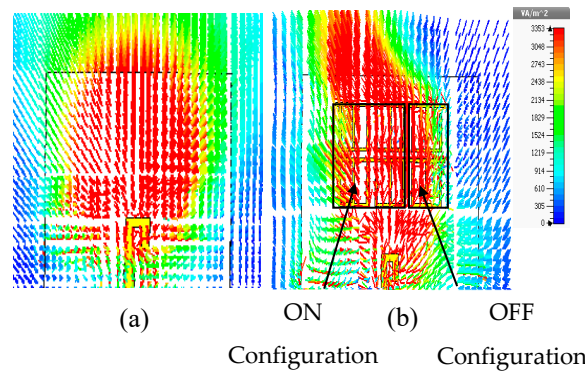 VA/m^2
3353
3048
2743
2438
2134
1829
1524
1219
914
610
305
0
(a)
ON
(b)
OFF
Configuration
Configuration